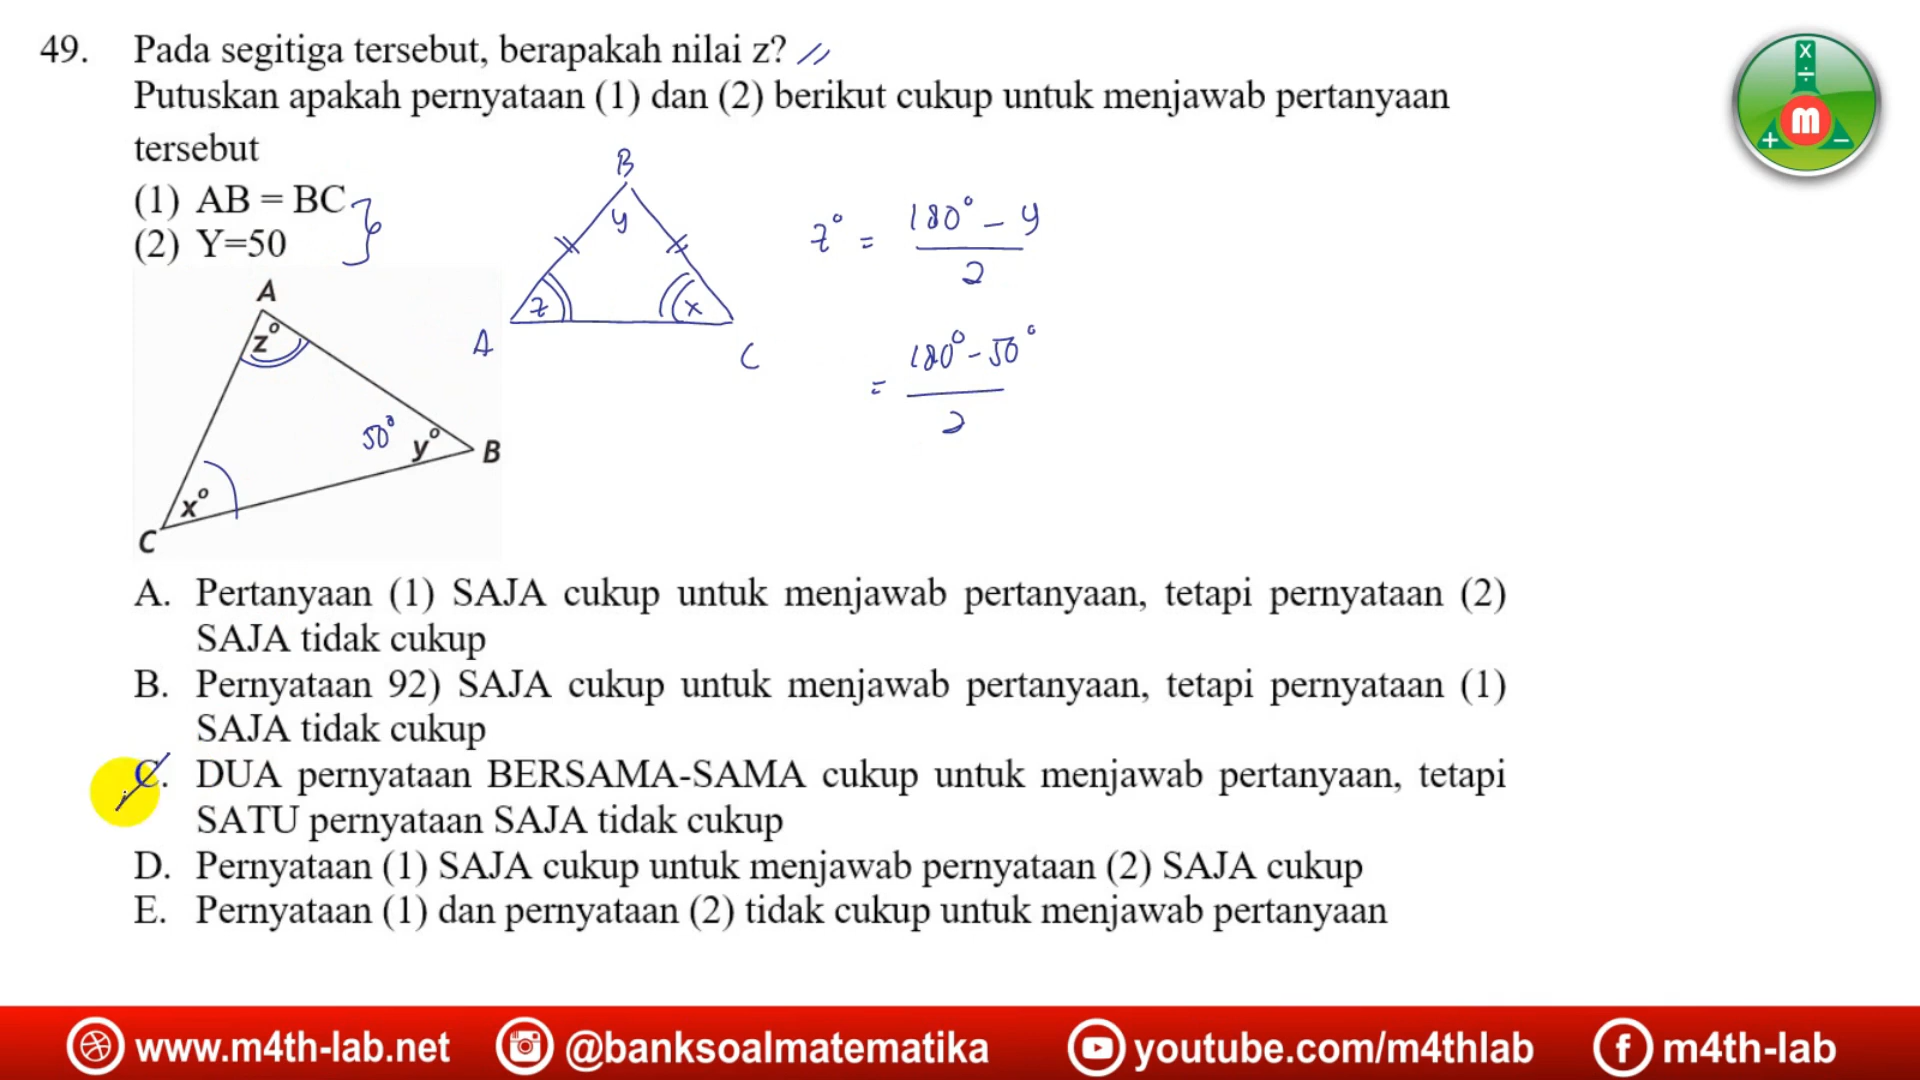 49. Pada segitiga tersebut, berapakah nilai z?
Putuskan apakah pernyataan (1) dan (2) berikut cukup untuk menjawab pertanyaan
tersebut
(1) AB = BC
(2) Y=50
A
z°
50°
y°
B
x°
C
B
y
z
x
A
C
z° = 180° - y
2
= 180° - 50°
2
A. Pertanyaan (1) SAJA cukup untuk menjawab pertanyaan, tetapi pernyataan (2)
SAJA tidak cukup
B. Pernyataan 92) SAJA cukup untuk menjawab pertanyaan, tetapi pernyataan (1)
SAJA tidak cukup
C. DUA pernyataan BERSAMA-SAMA cukup untuk menjawab pertanyaan, tetapi
SATU pernyataan SAJA tidak cukup
D. Pernyataan (1) SAJA cukup untuk menjawab pernyataan (2) SAJA cukup
E. Pernyataan (1) dan pernyataan (2) tidak cukup untuk menjawab pertanyaan
x
÷
m
+
−
www.m4th-lab.net @banksoalmatematika youtube.com/m4thlab f m4th-lab